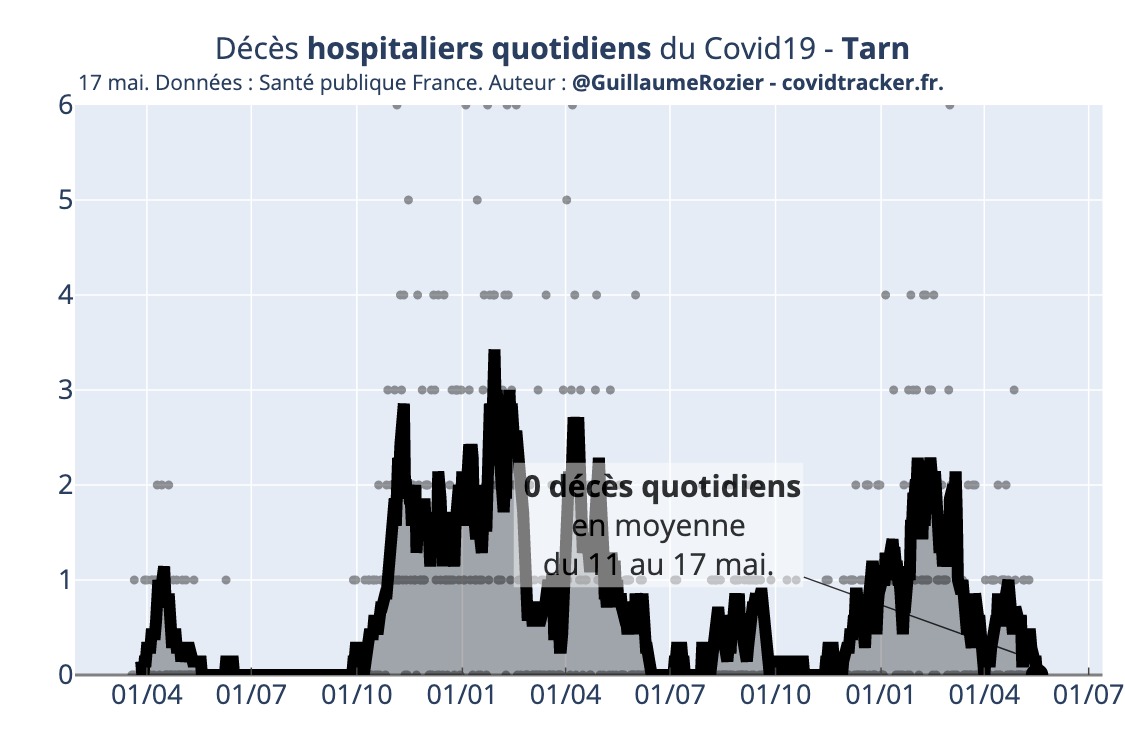 Décès hospitaliers quotidiens du Covid19 - Tarn
17 mai. Données : Santé publique France. Auteur : @GuillaumeRozier - covidtracker.fr.
6
5
4
3
2
1
0
0 décès quotidiens
en moyenne
du 11 au 17 mai.
01/04 01/07 01/10 01/01 01/04 01/07 01/10 01/01 01/04 01/07